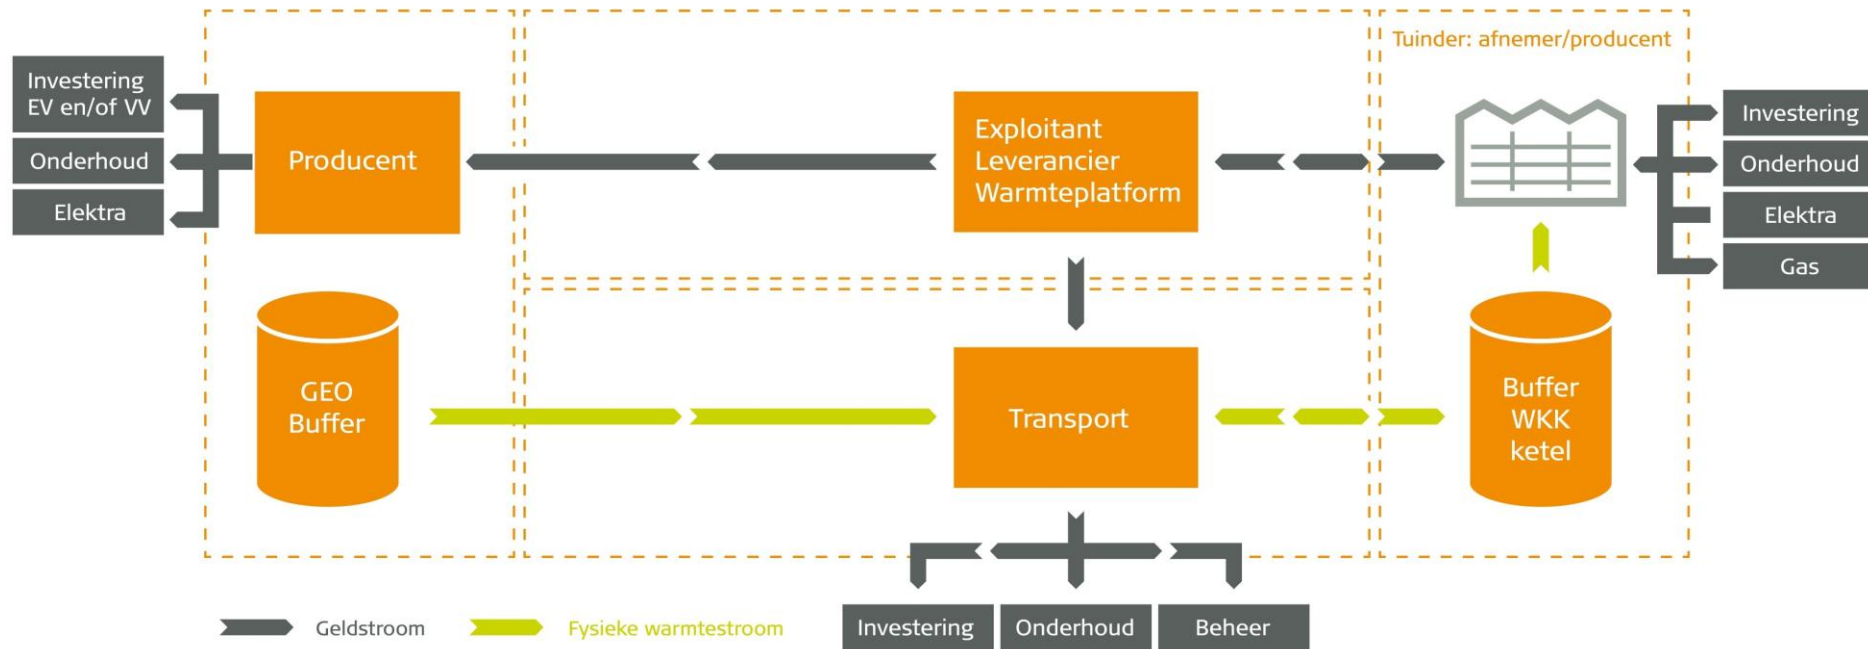 Tuinder: afnemer/producent
Investering
EV en/of VV
Onderhoud
Elektra
Producent
Exploitant
Leverancier
Warmteplatform
Investering
Onderhoud
Elektra
Gas
GEO
Buffer
Transport
Buffer
WKK
ketel
Geldstroom
Fysieke warmtestroom
Investering
Onderhoud
Beheer